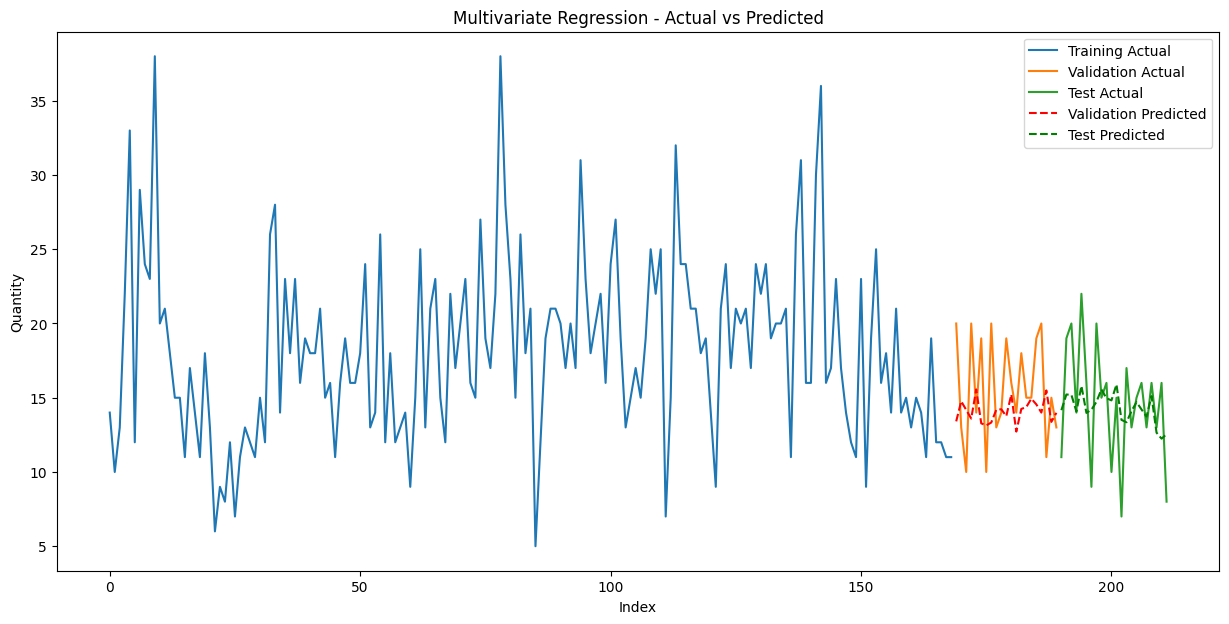 Multivariate Regression - Actual vs Predicted
Training Actual
Validation Actual
Test Actual
Validation Predicted
Test Predicted
Quantity
35
30
25
20
15
10
5
0
50
100
150
200
Index